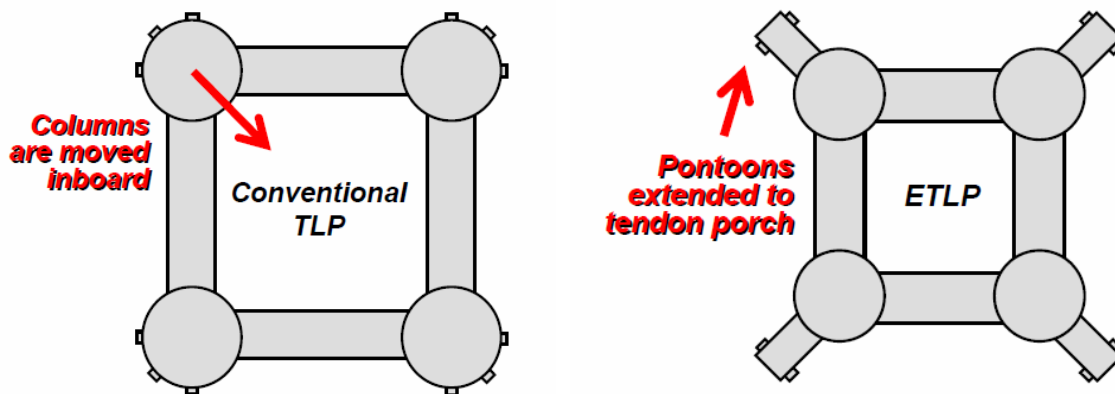 Columns
are moved
inboard
Conventional
TLP
Pontoons
extended to
tendon porch
ETLP